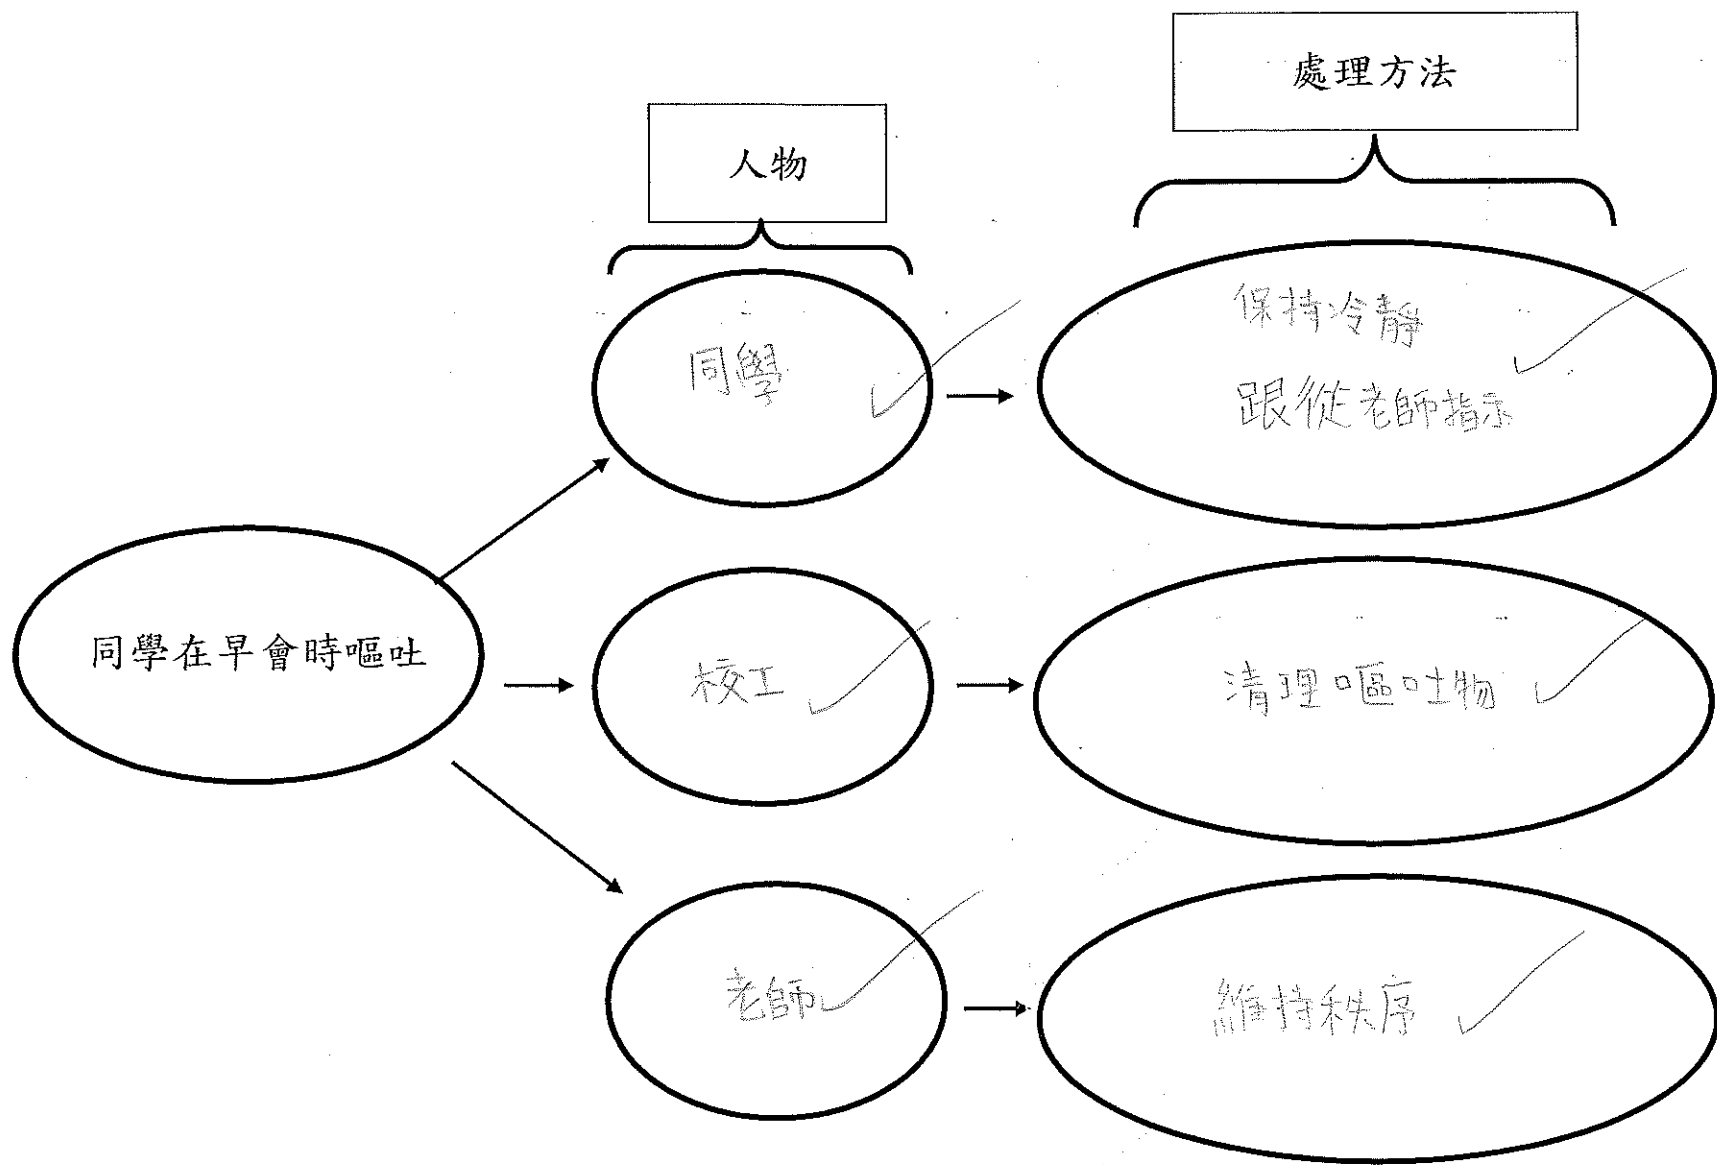 處理方法
人物
同學
保持冷靜
跟從老師指示
同學在早會時嘔吐
校工
清理嘔吐物
老師
維持秩序